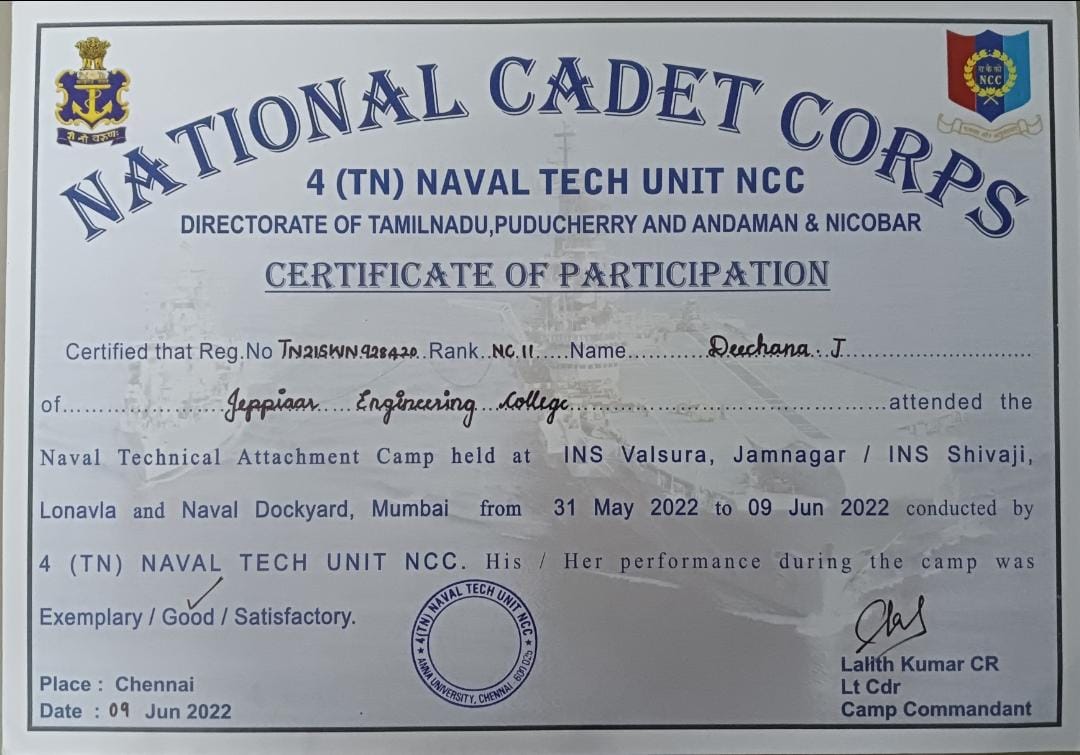 शं नो वरुणः
रा कै को
NCC
एकता और अनुशासन
NATIONAL CADET CORPS
4 (TN) NAVAL TECH UNIT NCC
DIRECTORATE OF TAMILNADU,PUDUCHERRY AND ANDAMAN & NICOBAR
CERTIFICATE OF PARTICIPATION
Certified that Reg.No TN21SWN928420 Rank..NC II.....Name...........Deechana. J
of.......................Jeppiaar Engineering College.......................attended the
Naval Technical Attachment Camp held at INS Valsura, Jamnagar / INS Shivaji,
Lonavla and Naval Dockyard, Mumbai from 31 May 2022 to 09 Jun 2022 conducted by
4 (TN) NAVAL TECH UNIT NCC. His / Her performance during the camp was
Exemplary / Good / Satisfactory.
4(TN) NAVAL TECH UNIT NCC
ANNA UNIVERSITY, CHENNAI-600 025
Lalith Kumar CR
Lt Cdr
Camp Commandant
Place : Chennai
Date : 09 Jun 2022